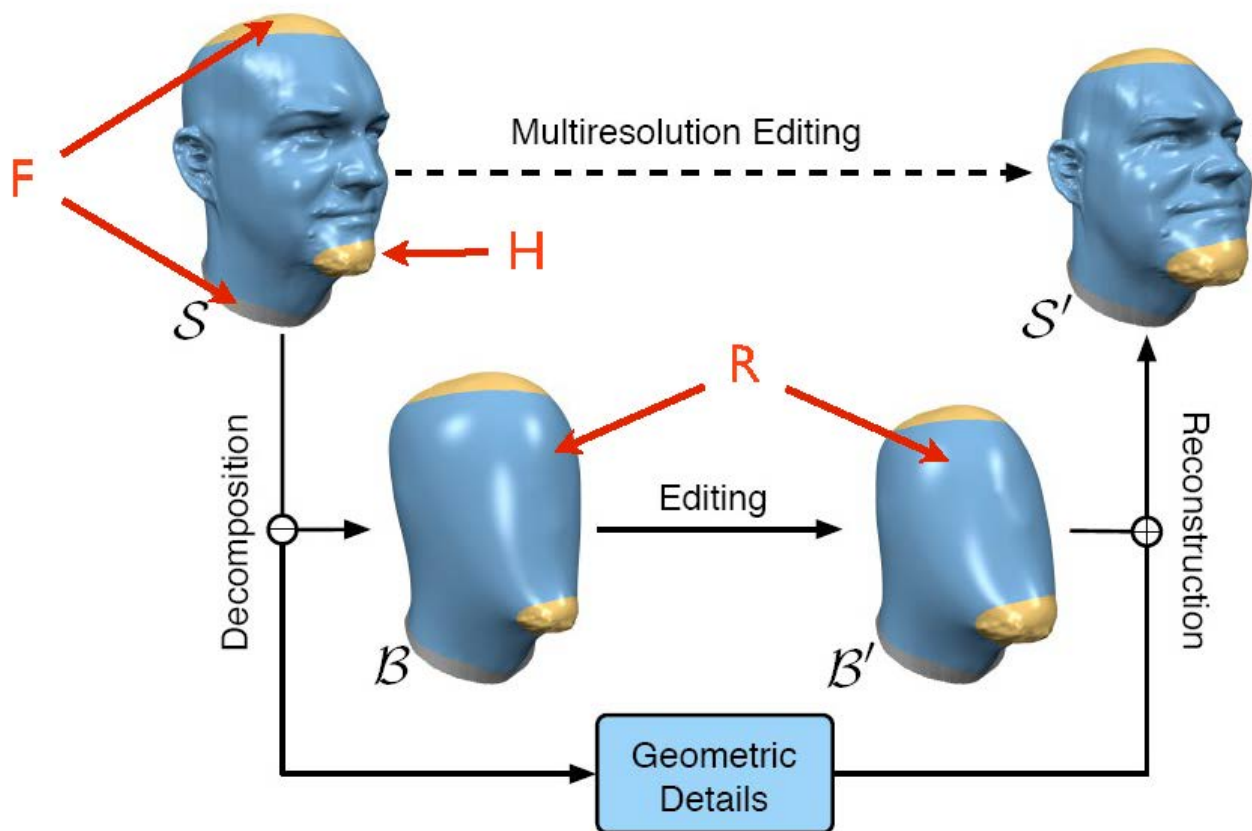 Multiresolution Editing
F
H
S
S′
R
Decomposition
Reconstruction
Editing
B
B′
Geometric
Details